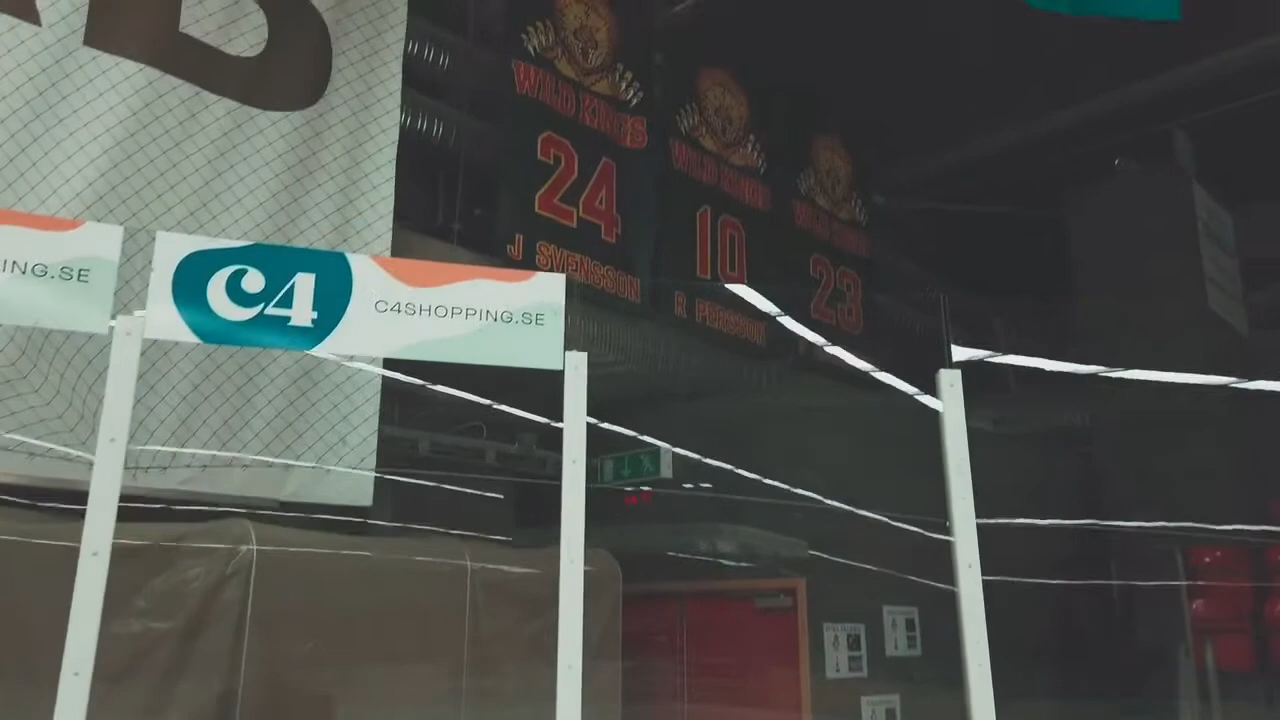 WILD KINGS
24
J SVENSSON
WILD KINGS
10
R PERSSON
WILD KINGS
23
ING.SE
C4
C4SHOPPING.SE